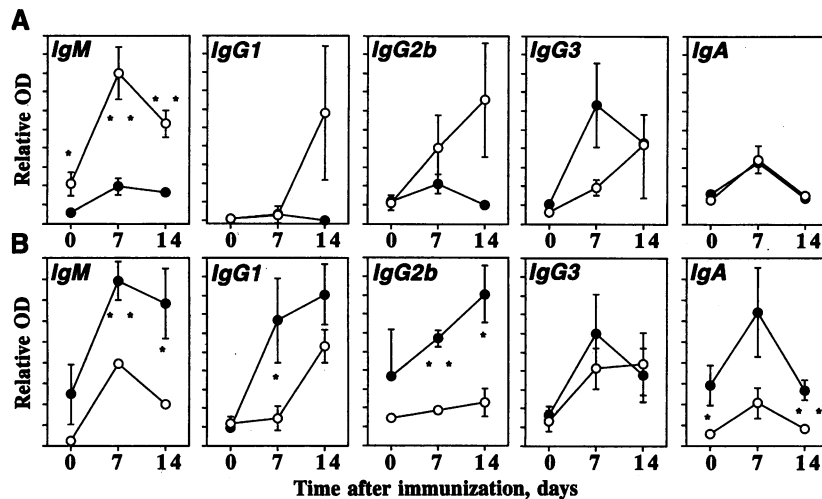 A
IgM IgG1 IgG2b IgG3 IgA
Relative OD
* ** **
0 7 14 0 7 14 0 7 14 0 7 14 0 7 14
B
IgM IgG1 IgG2b IgG3 IgA
Relative OD
** * * ** * * **
0 7 14 0 7 14 0 7 14 0 7 14 0 7 14
Time after immunization, days